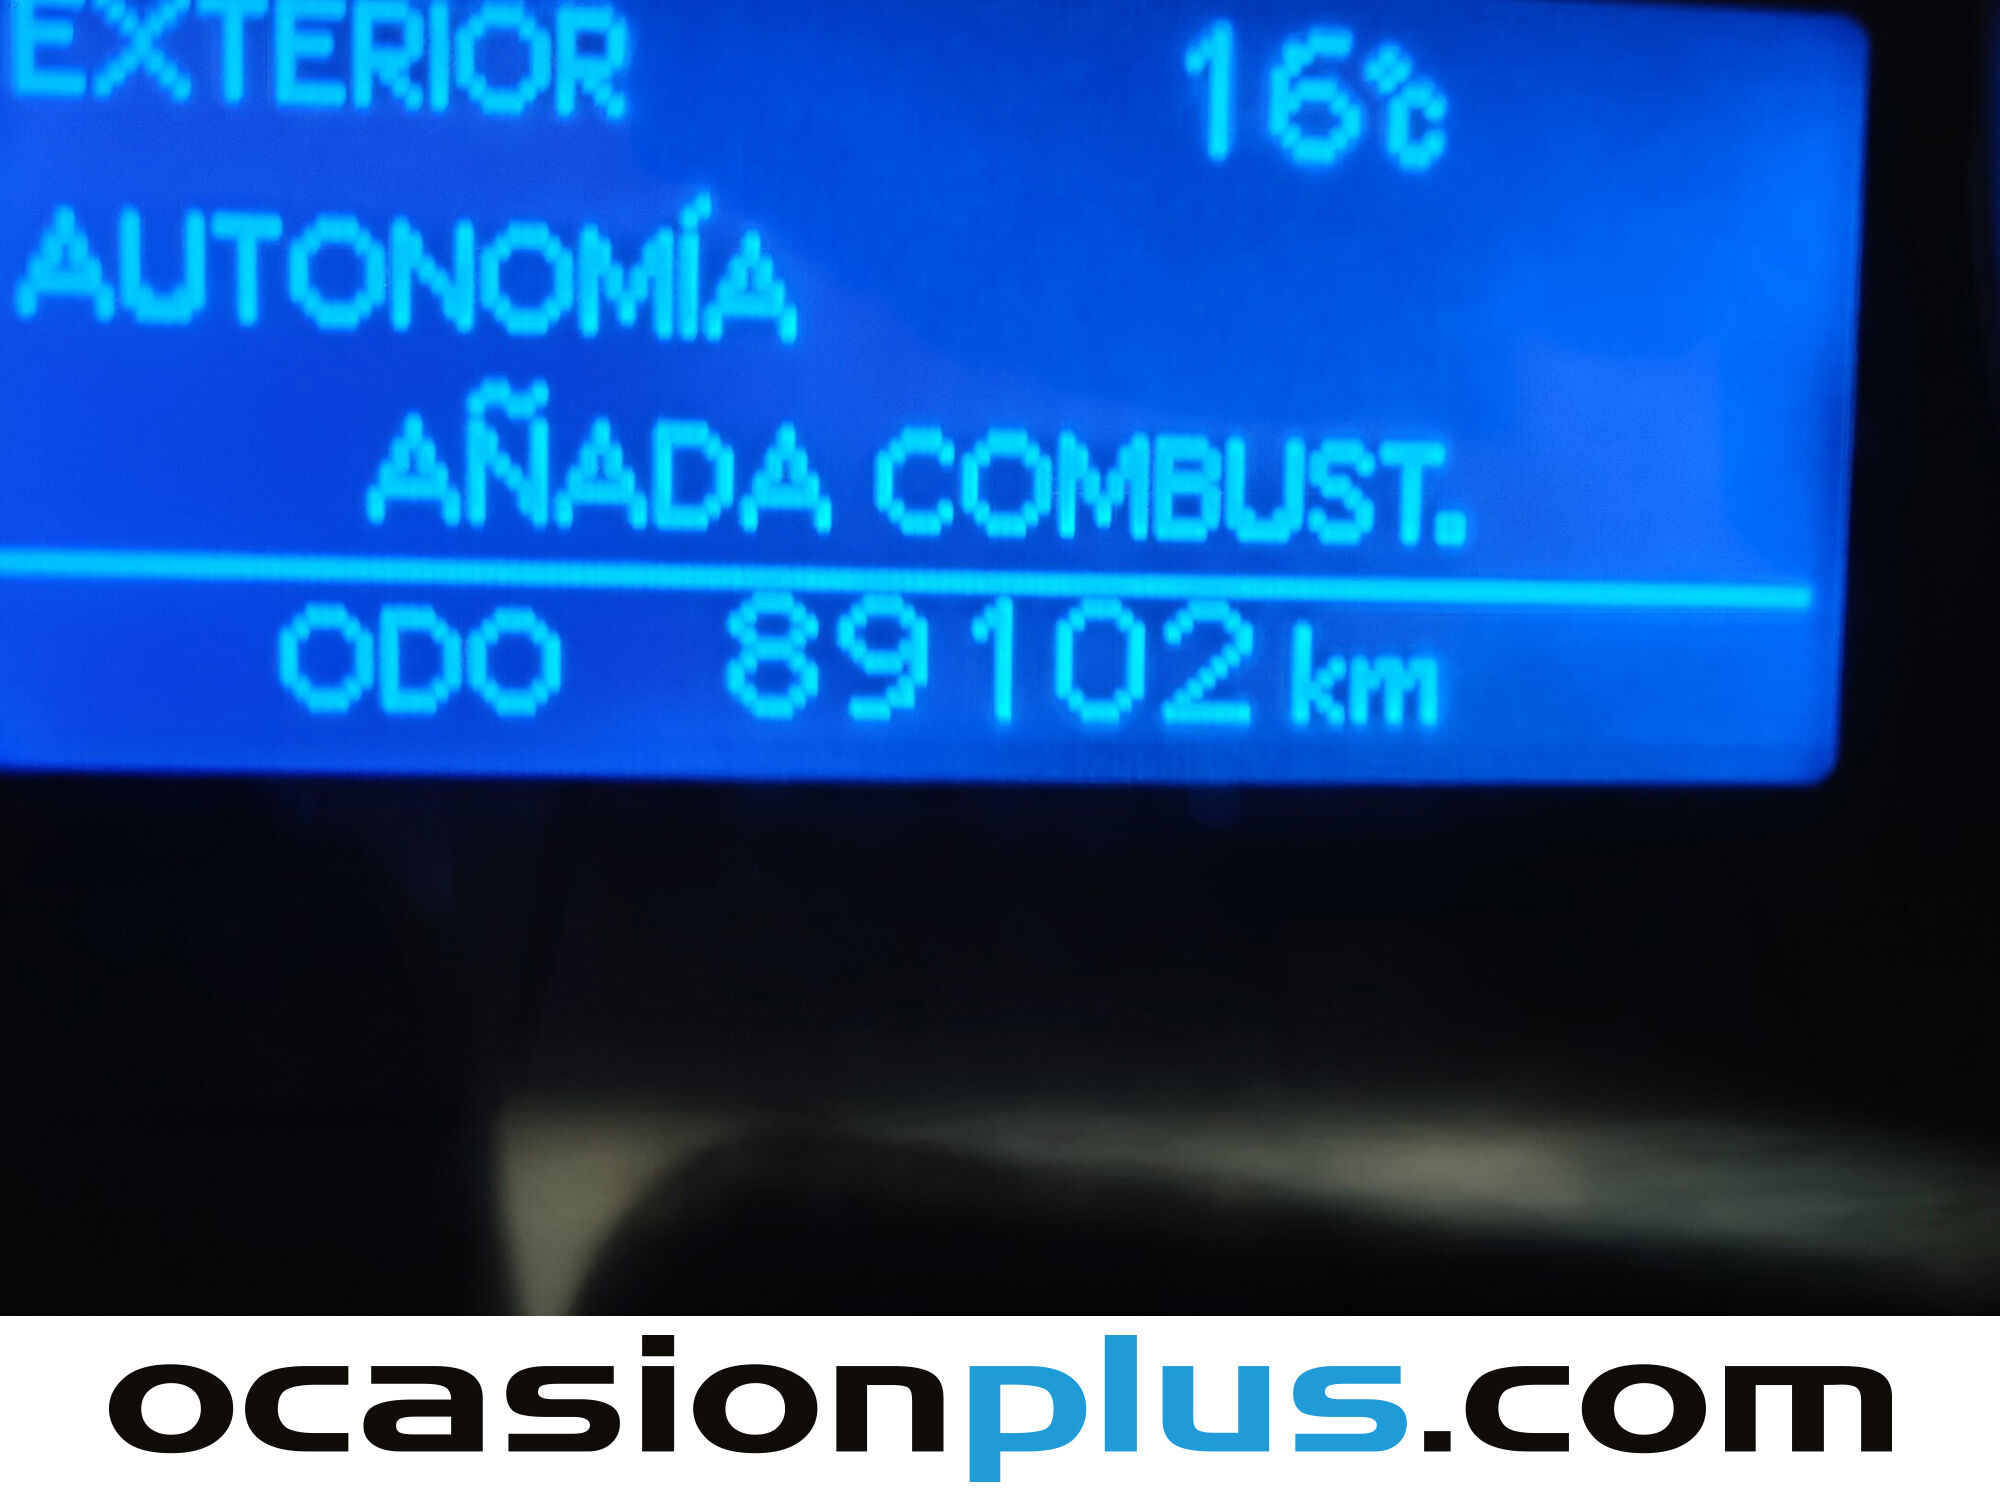 EXTERIOR 16°C
AUTONOMÍA
AÑADA COMBUST.
ODO 89102 km
ocasionplus.com